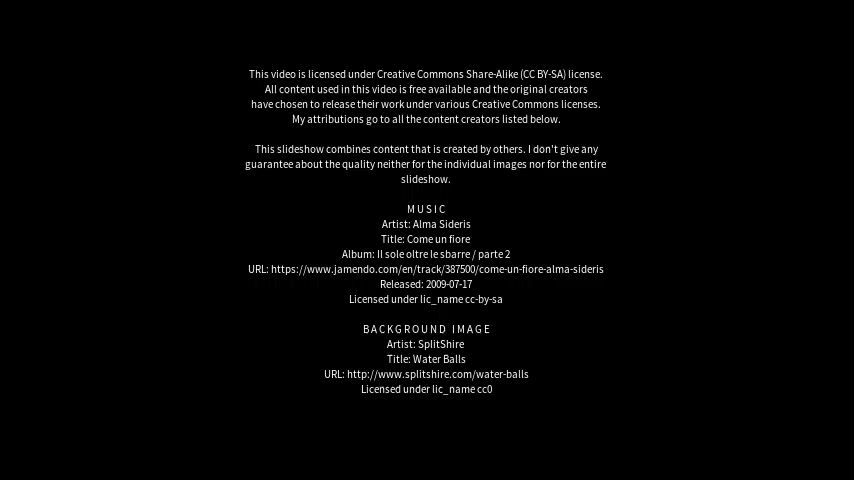 This video is licensed under Creative Commons Share-Alike (CC BY-SA) license.
All content used in this video is free available and the original creators
have chosen to release their work under various Creative Commons licenses.
My attributions go to all the content creators listed below.
This slideshow combines content that is created by others. I don't give any
guarantee about the quality neither for the individual images nor for the entire
slideshow.
MUSIC
Artist: Alma Sideris
Title: Come un fiore
Album: Il sole oltre le sbarre / parte 2
URL: https://www.jamendo.com/en/track/387500/come-un-fiore-alma-sideris
Released: 2009-07-17
Licensed under lic_name cc-by-sa
BACKGROUND IMAGE
Artist: SplitShire
Title: Water Balls
URL: http://www.splitshire.com/water-balls
Licensed under lic_name cc0